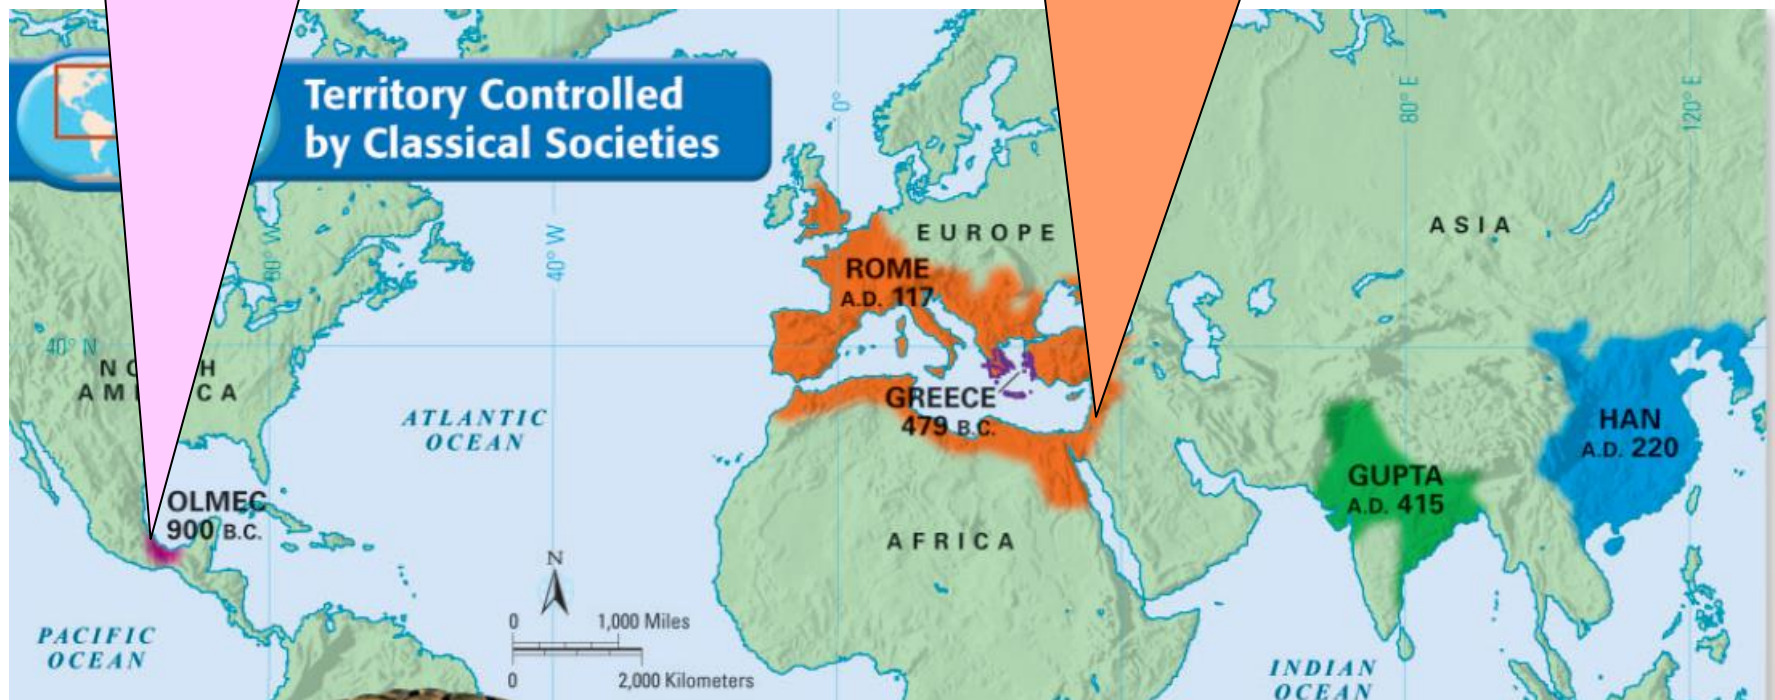 Territory Controlled
by Classical Societies
0°
80° E
120° E
ASIA
EUROPE
40° W
ROME
A.D. 117
40° N
ATLANTIC
OCEAN
GREECE
479 B.C.
HAN
A.D. 220
GUPTA
A.D. 415
OLMEC
900 B.C.
AFRICA
N
0 1,000 Miles
0 2,000 Kilometers
PACIFIC
OCEAN
INDIAN
OCEAN